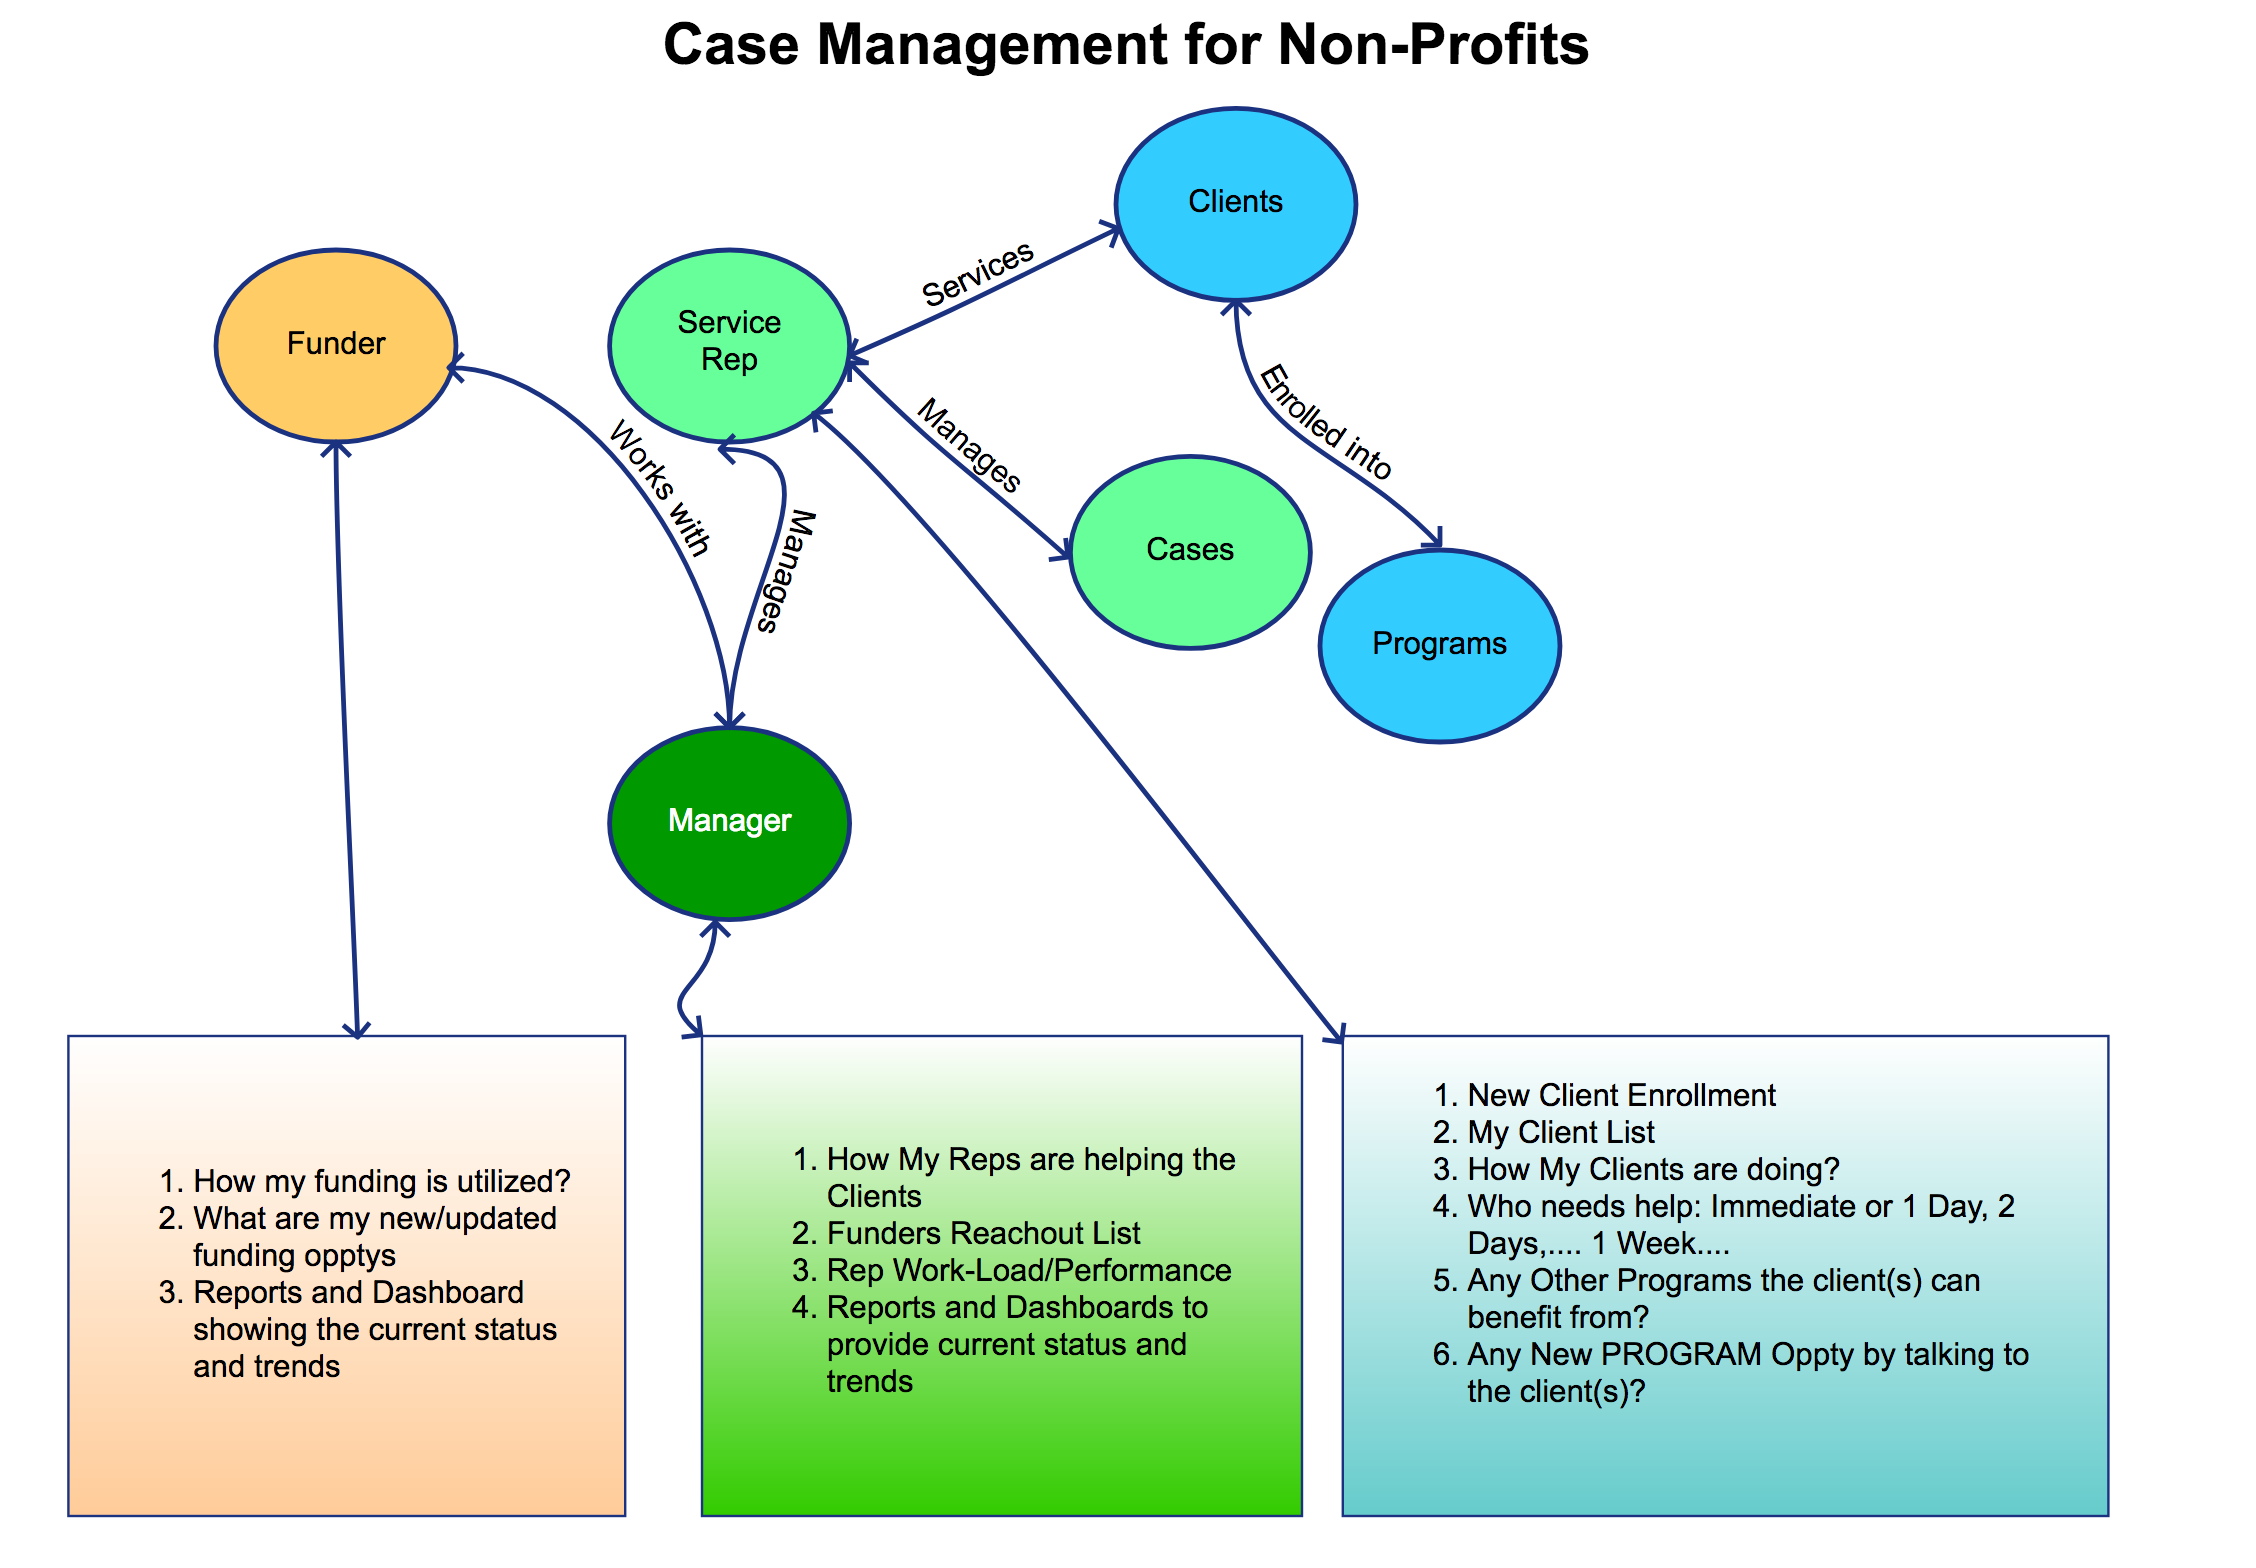 Case Management for Non-Profits
Clients
Services
Funder
Service
Rep
Enrolled into
Works with
Manages
Manages
Cases
Programs
Manager
1. How my funding is utilized?
2. What are my new/updated
funding opptys
3. Reports and Dashboard
showing the current status
and trends
1. How My Reps are helping the
Clients
2. Funders Reachout List
3. Rep Work-Load/Performance
4. Reports and Dashboards to
provide current status and
trends
1. New Client Enrollment
2. My Client List
3. How My Clients are doing?
4. Who needs help: Immediate or 1 Day, 2
Days,.... 1 Week....
5. Any Other Programs the client(s) can
benefit from?
6. Any New PROGRAM Oppty by talking to
the client(s)?